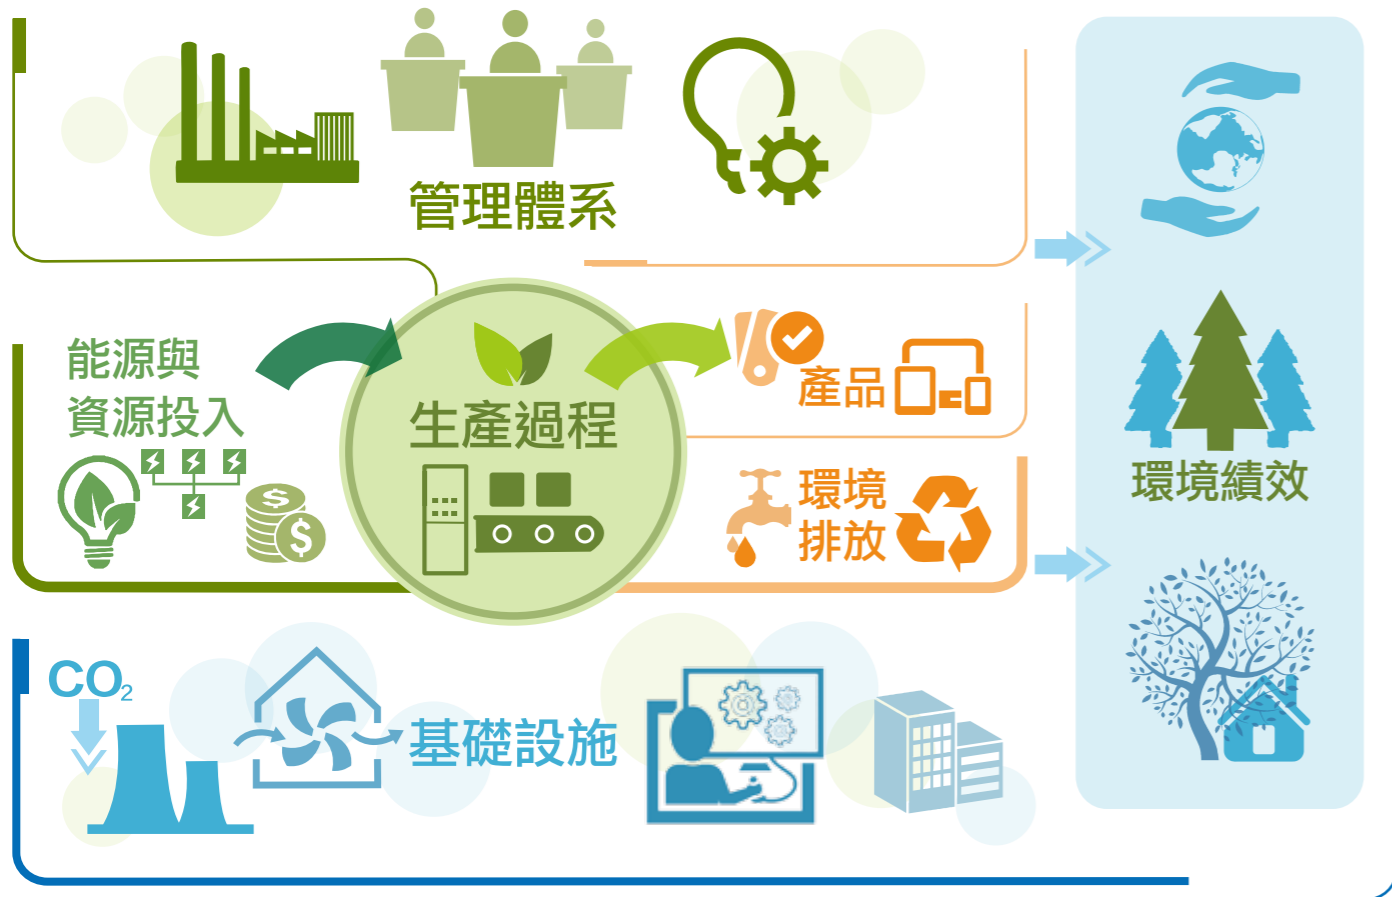 管理體系
能源與
資源投入
生產過程
產品
環境
排放
環境績效
CO₂
基礎設施